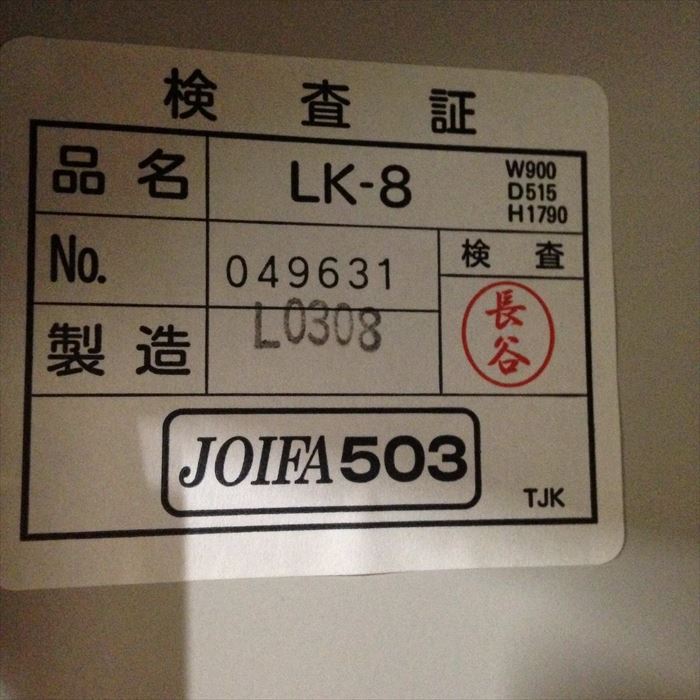 検査証
品名 LK-8 W900
D515
H1790
No. 049631 検査
製造 L0308 長谷
JOIFA503
TJK